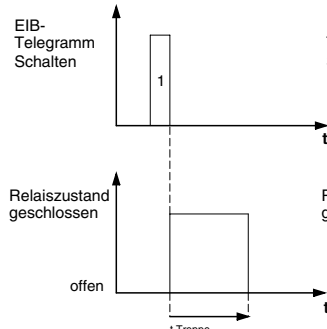 EIB-
Telegramm
Schalten
1
t
Relaiszustand
geschlossen
offen
t